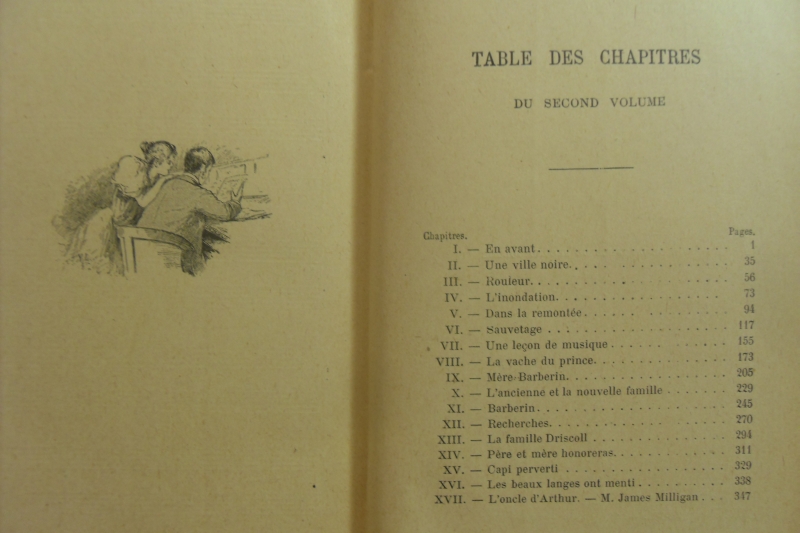 TABLE DES CHAPITRES
DU SECOND VOLUME
Chapitres. Pages.
I. — En avant. . . . . . . . . . . . . . . . 1
II. — Une ville noire. . . . . . . . . . . . . . 35
III. — Rouleur. . . . . . . . . . . . . . . . 56
IV. — L'inondation. . . . . . . . . . . . . . 73
V. — Dans la remontée. . . . . . . . . . . . 94
VI. — Sauvetage . . . . . . . . . . . . . . . 117
VII. — Une leçon de musique . . . . . . . . . . 155
VIII. — La vache du prince. . . . . . . . . . . . 173
IX. — Mère Barberin. . . . . . . . . . . . . . 205
X. — L'ancienne et la nouvelle famille . . . . . 229
XI. — Barberin. . . . . . . . . . . . . . . . 245
XII. — Recherches. . . . . . . . . . . . . . . 270
XIII. — La famille Driscoll . . . . . . . . . . . 294
XIV. — Père et mère honoreras. . . . . . . . . . 311
XV. — Capi perverti . . . . . . . . . . . . . . 329
XVI. — Les beaux langes ont menti . . . . . . . . 338
XVII. — L'oncle d'Arthur. — M. James Milligan . . . 347